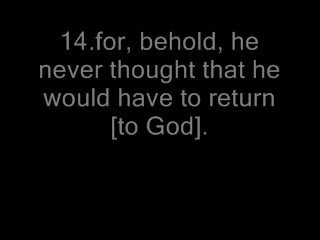 14.for, behold, he
never thought that he
would have to return
[to God].